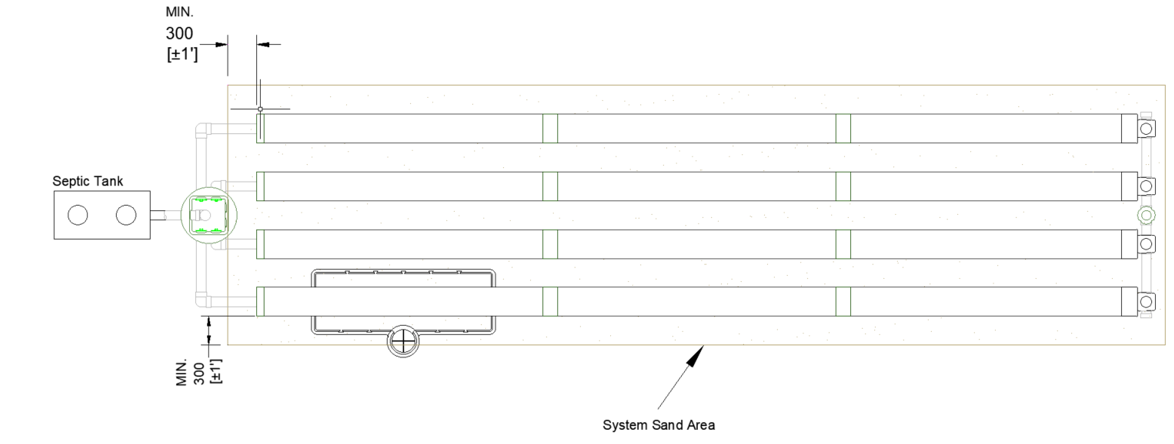 MIN.
300
[±1']
Septic Tank
MIN.
300
[±1']
System Sand Area